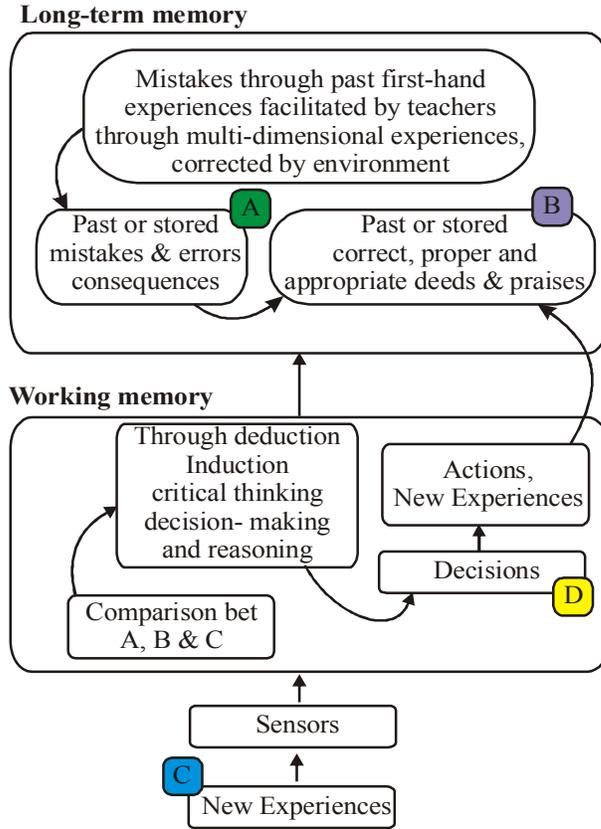 Long-term memory
Mistakes through past first-hand
experiences facilitated by teachers
through multi-dimensional experiences,
corrected by environment
A
Past or stored
mistakes & errors
consequences
B
Past or stored
correct, proper and
appropriate deeds & praises
Working memory
Through deduction
Induction
critical thinking
decision- making
and reasoning
Actions,
New Experiences
Decisions
D
Comparison bet
A, B & C
Sensors
C
New Experiences